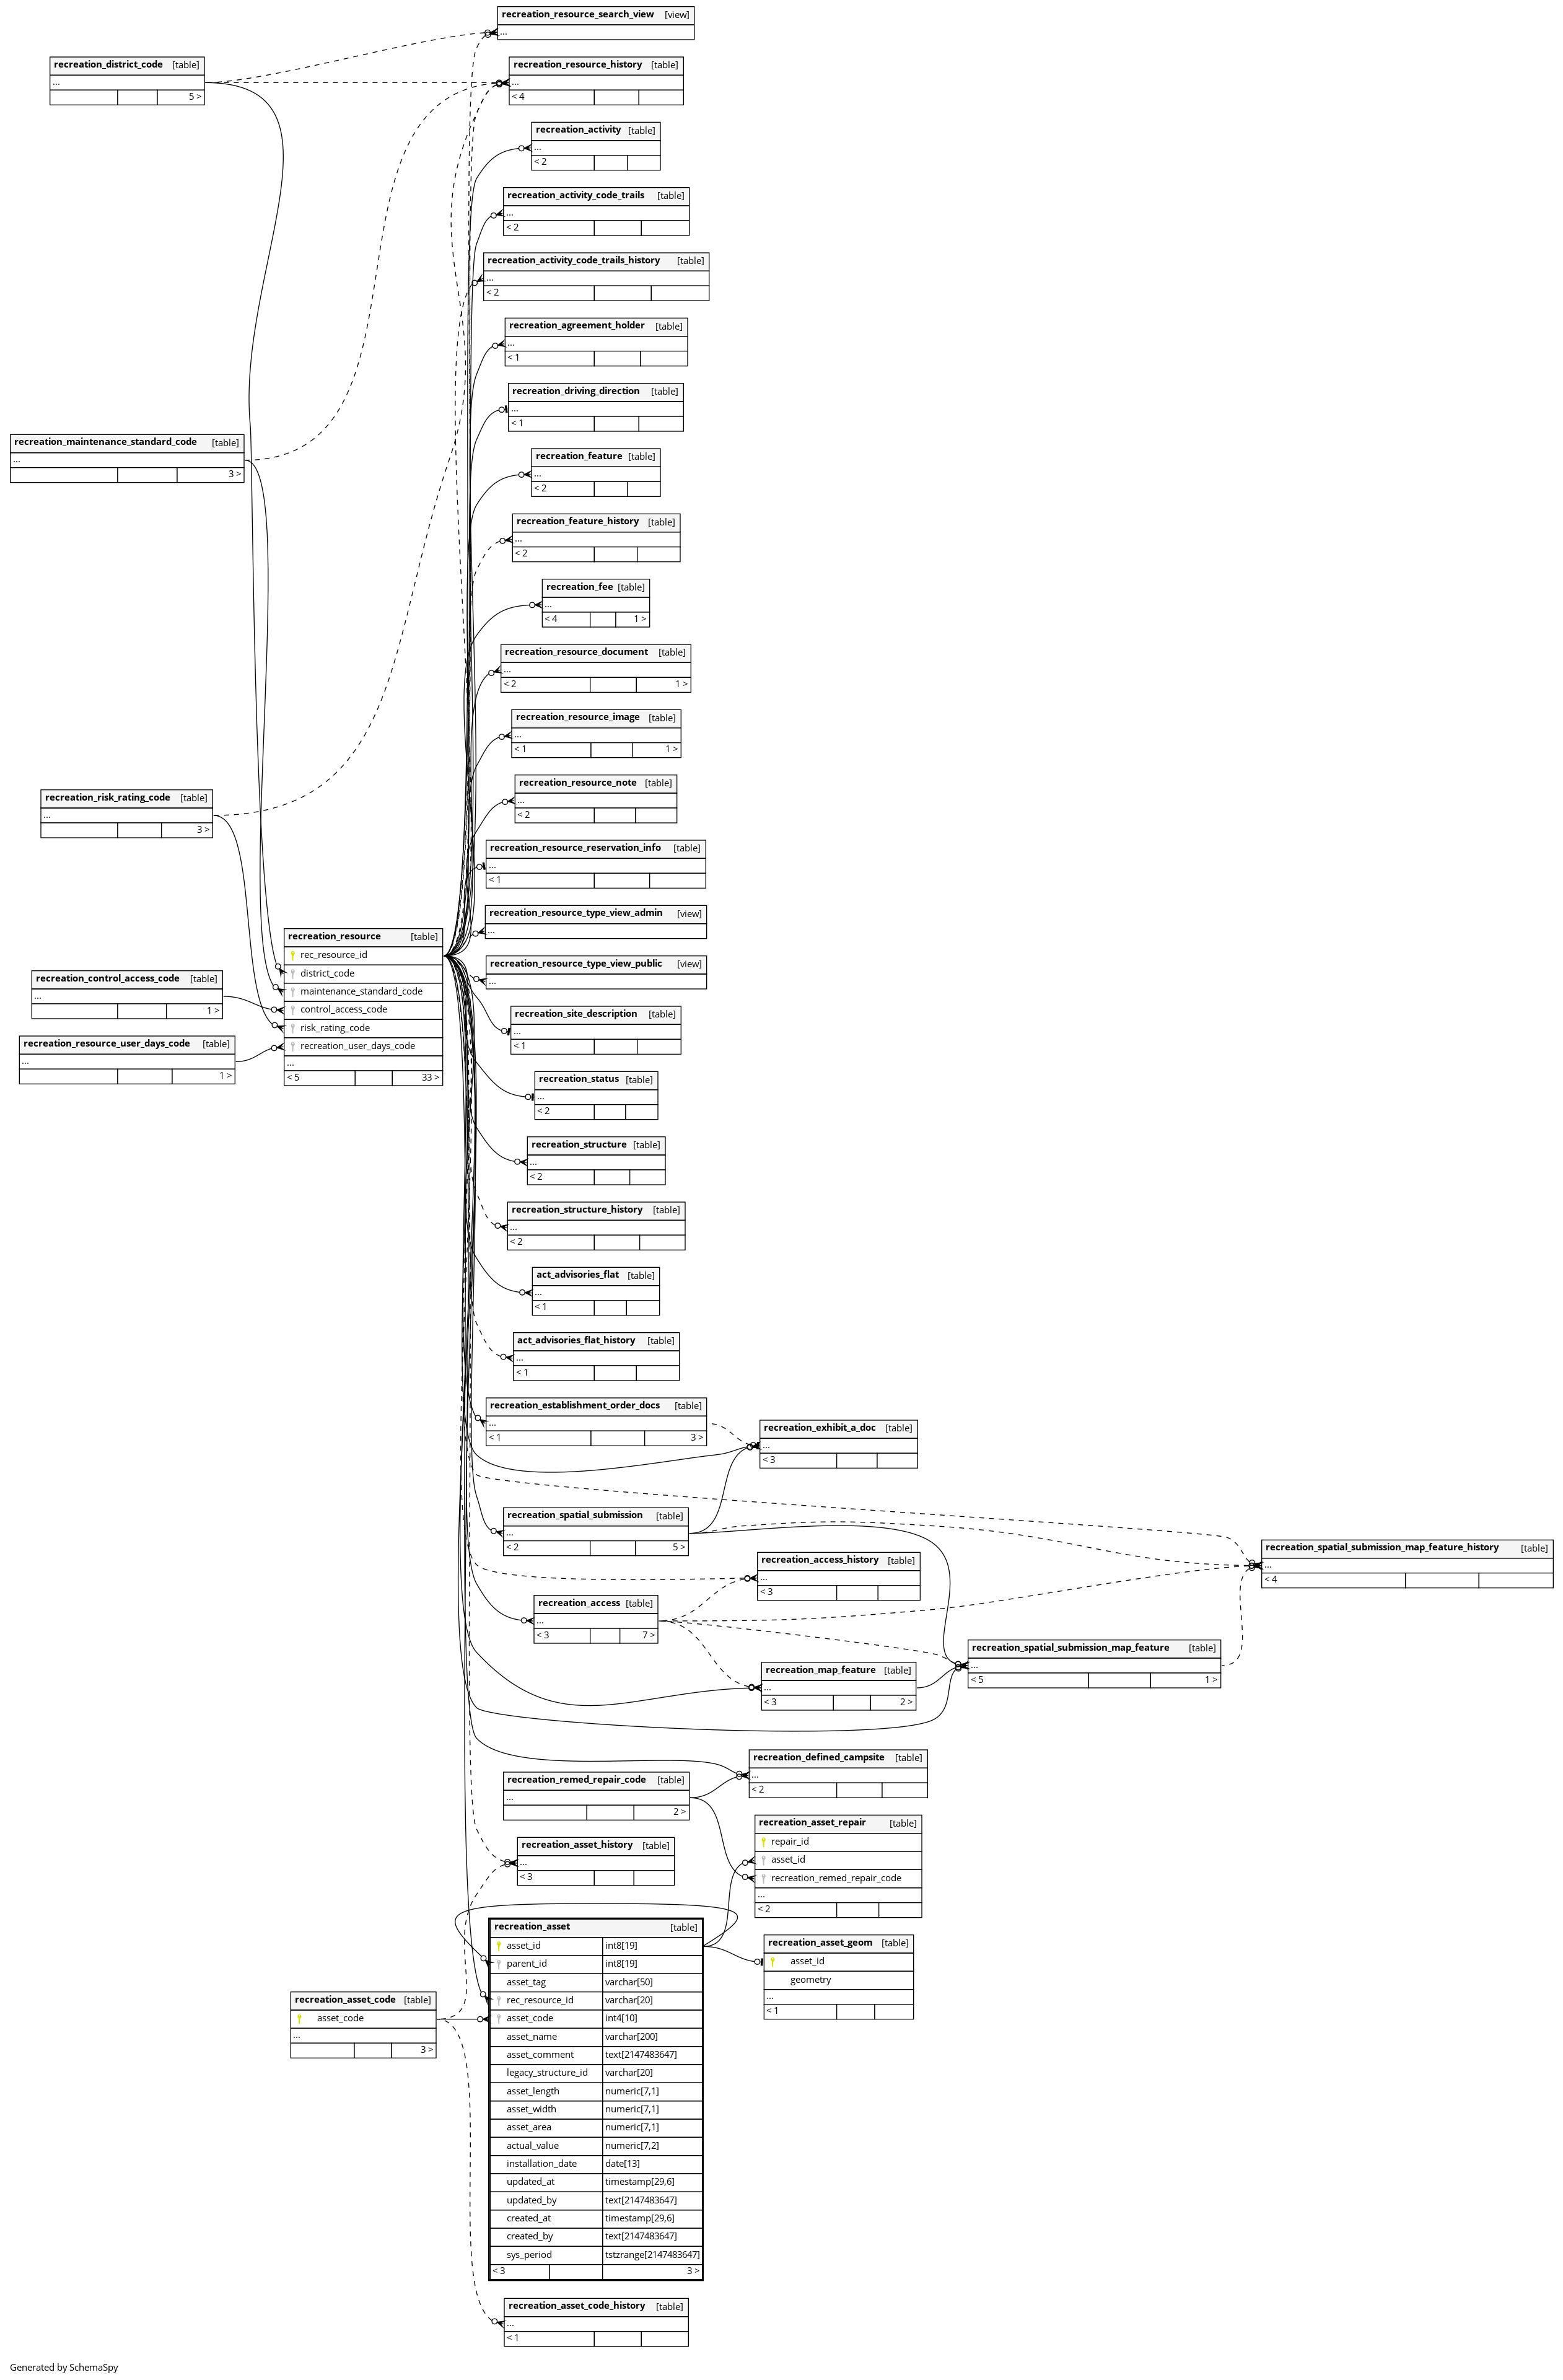 recreation_resource_search_view [view]
...
recreation_district_code [table]
...
5 >
recreation_resource_history [table]
...
< 4
recreation_activity [table]
...
< 2
recreation_activity_code_trails [table]
...
< 2
recreation_activity_code_trails_history [table]
...
< 2
recreation_agreement_holder [table]
...
< 1
recreation_driving_direction [table]
...
< 1
recreation_maintenance_standard_code [table]
...
3 >
recreation_feature [table]
...
< 2
recreation_feature_history [table]
...
< 2
recreation_fee [table]
...
< 4 1 >
recreation_resource_document [table]
...
< 2 1 >
recreation_resource_image [table]
...
< 1 1 >
recreation_resource_note [table]
...
< 2
recreation_risk_rating_code [table]
...
3 >
recreation_resource_reservation_info [table]
...
< 1
recreation_resource_type_view_admin [view]
...
recreation_resource [table]
rec_resource_id
district_code
maintenance_standard_code
control_access_code
risk_rating_code
recreation_user_days_code
...
< 5 33 >
recreation_control_access_code [table]
...
1 >
recreation_resource_user_days_code [table]
...
1 >
recreation_resource_type_view_public [view]
...
recreation_site_description [table]
...
< 1
recreation_status [table]
...
< 2
recreation_structure [table]
...
< 2
recreation_structure_history [table]
...
< 2
act_advisories_flat [table]
...
< 1
act_advisories_flat_history [table]
...
< 1
recreation_establishment_order_docs [table]
...
< 1 3 >
recreation_exhibit_a_doc [table]
...
< 3
recreation_spatial_submission [table]
...
< 2 5 >
recreation_spatial_submission_map_feature_history [table]
...
< 4
recreation_access_history [table]
...
< 3
recreation_access [table]
...
< 3 7 >
recreation_spatial_submission_map_feature [table]
...
< 5 1 >
recreation_map_feature [table]
...
< 3 2 >
recreation_defined_campsite [table]
...
< 2
recreation_remed_repair_code [table]
...
2 >
recreation_asset_repair [table]
repair_id
asset_id
recreation_remed_repair_code
...
< 2
recreation_asset_history [table]
...
< 3
recreation_asset [table]
asset_id int8[19]
parent_id int8[19]
asset_tag varchar[50]
rec_resource_id varchar[20]
asset_code int4[10]
asset_name varchar[200]
asset_comment text[2147483647]
legacy_structure_id varchar[20]
asset_length numeric[7,1]
asset_width numeric[7,1]
asset_area numeric[7,1]
actual_value numeric[7,2]
installation_date date[13]
updated_at timestamp[29,6]
updated_by text[2147483647]
created_at timestamp[29,6]
created_by text[2147483647]
sys_period tstzrange[2147483647]
< 3 3 >
recreation_asset_geom [table]
asset_id
geometry
...
< 1
recreation_asset_code [table]
asset_code
...
3 >
recreation_asset_code_history [table]
...
< 1
Generated by SchemaSpy